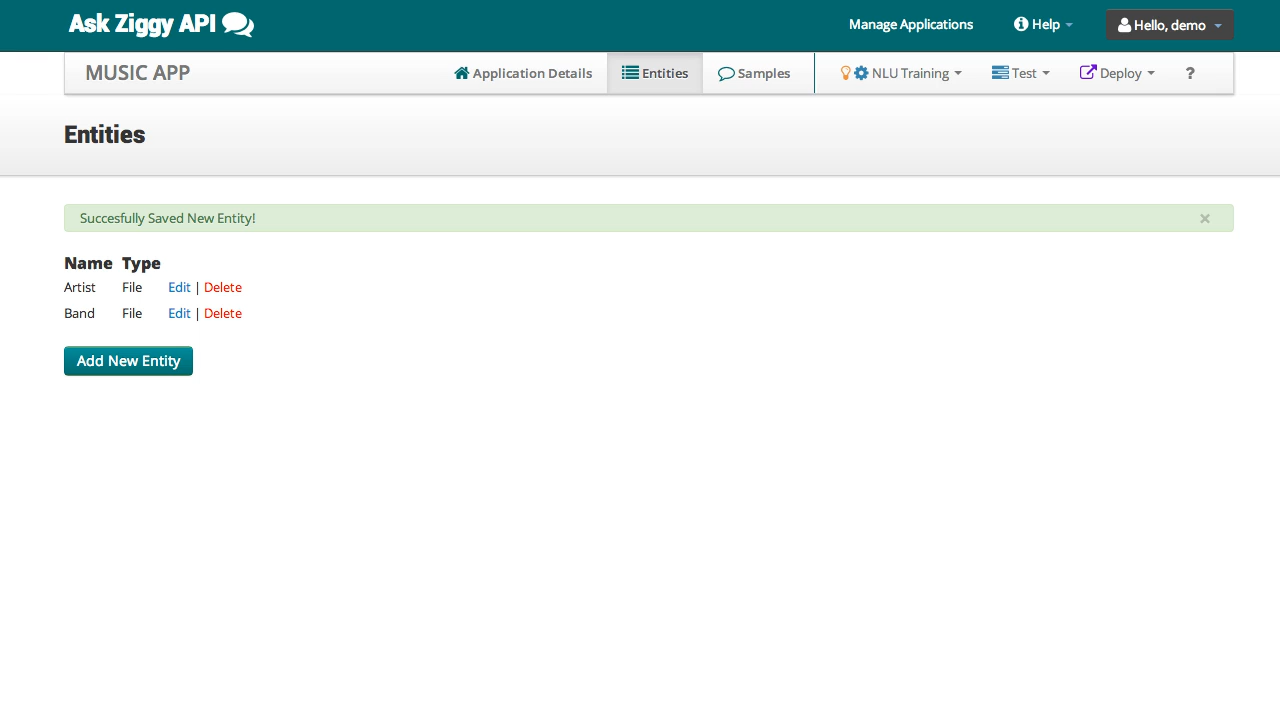 Ask Ziggy API
Manage Applications
Help
Hello, demo
MUSIC APP
Application Details
Entities
Samples
NLU Training
Test
Deploy
?
Entities
Succesfully Saved New Entity!
×
Name Type
Artist File Edit | Delete
Band File Edit | Delete
Add New Entity